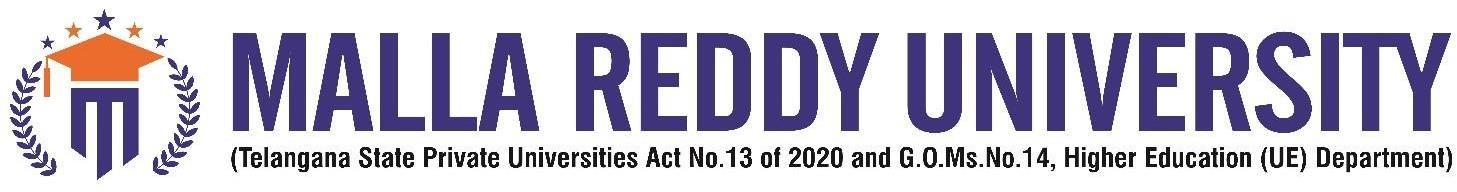 MALLA REDDY UNIVERSITY
(Telangana State Private Universities Act No.13 of 2020 and G.O.Ms.No.14, Higher Education (UE) Department)